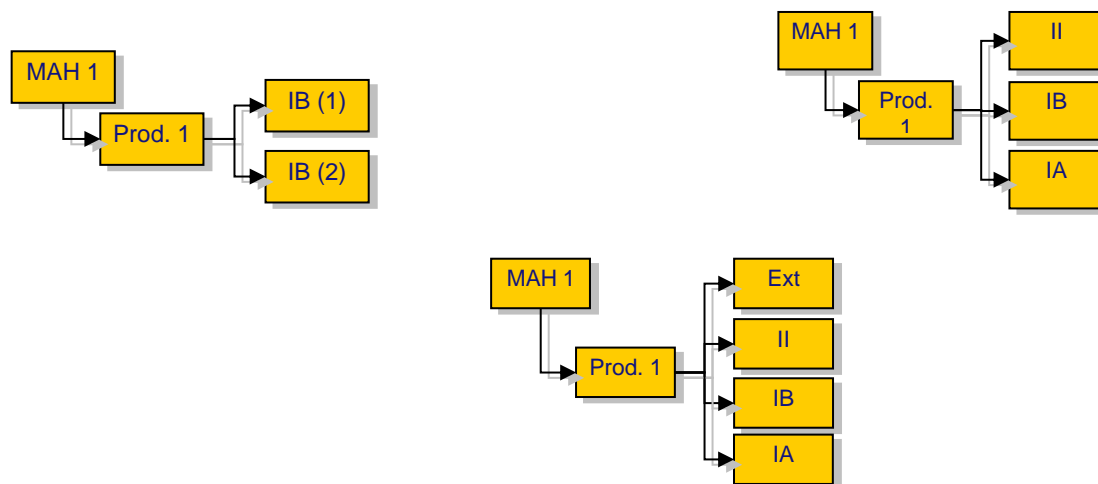 MAH 1
Prod. 1
IB (1)
IB (2)
MAH 1
Prod.
1
II
IB
IA
MAH 1
Prod. 1
Ext
II
IB
IA